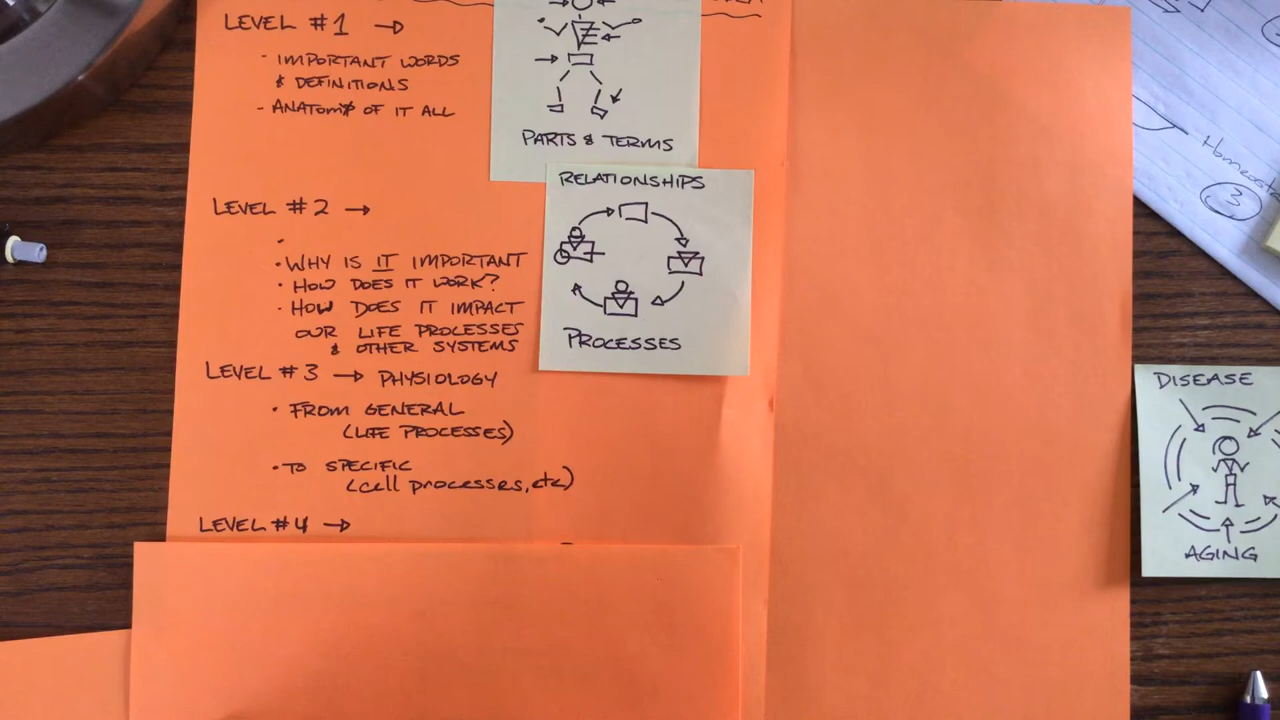 LEVEL #1 →
- IMPORTANT WORDS
& DEFINITIONS
- ANATOMY OF IT ALL
PARTS & TERMS
LEVEL #2 →
• WHY IS IT IMPORTANT
• HOW DOES IT WORK?
• HOW DOES IT IMPACT
OUR LIFE PROCESSES
& OTHER SYSTEMS
RELATIONSHIPS
PROCESSES
LEVEL #3 → PHYSIOLOGY
• FROM GENERAL
(LIFE PROCESSES)
• TO SPECIFIC
(cell processes, etc)
LEVEL #4 →
3
DISEASE
AGING